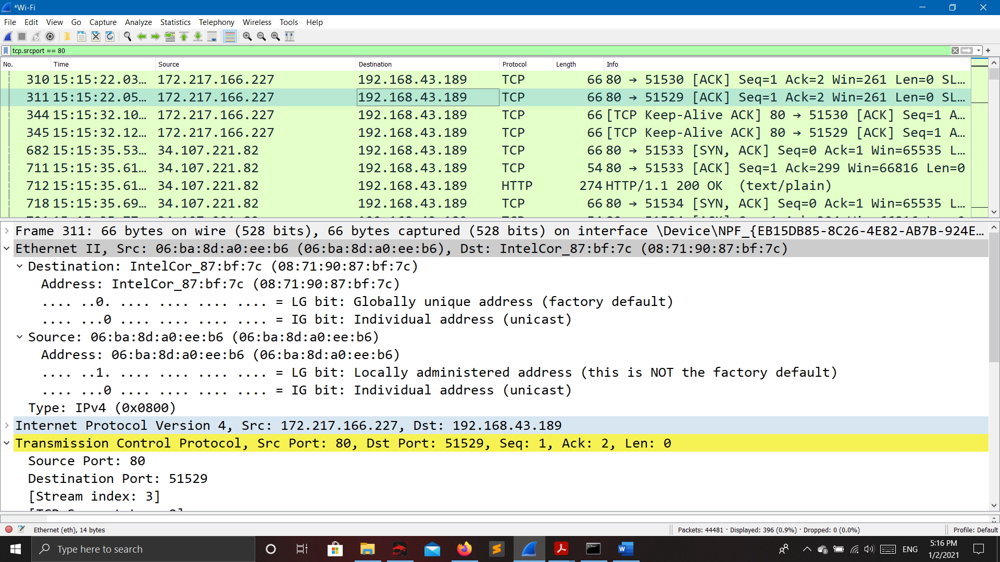 *Wi-Fi
File Edit View Go Capture Analyze Statistics Telephony Wireless Tools Help
tcp.srcport == 80
No. Time Source Destination Protocol Length Info
310 15:15:22.03… 172.217.166.227 192.168.43.189 TCP 66 80 → 51530 [ACK] Seq=1 Ack=2 Win=261 Len=0 SL…
311 15:15:22.05… 172.217.166.227 192.168.43.189 TCP 66 80 → 51529 [ACK] Seq=1 Ack=2 Win=261 Len=0 SL…
344 15:15:32.10… 172.217.166.227 192.168.43.189 TCP 66 [TCP Keep-Alive ACK] 80 → 51530 [ACK] Seq=1 A…
345 15:15:32.12… 172.217.166.227 192.168.43.189 TCP 66 [TCP Keep-Alive ACK] 80 → 51529 [ACK] Seq=1 A…
682 15:15:35.53… 34.107.221.82 192.168.43.189 TCP 66 80 → 51533 [SYN, ACK] Seq=0 Ack=1 Win=65535 L…
711 15:15:35.61… 34.107.221.82 192.168.43.189 TCP 54 80 → 51533 [ACK] Seq=1 Ack=299 Win=66816 Len=0
712 15:15:35.61… 34.107.221.82 192.168.43.189 HTTP 274 HTTP/1.1 200 OK (text/plain)
718 15:15:35.69… 34.107.221.82 192.168.43.189 TCP 66 80 → 51534 [SYN, ACK] Seq=0 Ack=1 Win=65535 L…
Frame 311: 66 bytes on wire (528 bits), 66 bytes captured (528 bits) on interface \Device\NPF_{EB15DB85-8C26-4E82-AB7B-924E…
Ethernet II, Src: 06:ba:8d:a0:ee:b6 (06:ba:8d:a0:ee:b6), Dst: IntelCor_87:bf:7c (08:71:90:87:bf:7c)
Destination: IntelCor_87:bf:7c (08:71:90:87:bf:7c)
Address: IntelCor_87:bf:7c (08:71:90:87:bf:7c)
.... ..0. .... .... .... .... = LG bit: Globally unique address (factory default)
.... ...0 .... .... .... .... = IG bit: Individual address (unicast)
Source: 06:ba:8d:a0:ee:b6 (06:ba:8d:a0:ee:b6)
Address: 06:ba:8d:a0:ee:b6 (06:ba:8d:a0:ee:b6)
.... ..1. .... .... .... .... = LG bit: Locally administered address (this is NOT the factory default)
.... ...0 .... .... .... .... = IG bit: Individual address (unicast)
Type: IPv4 (0x0800)
Internet Protocol Version 4, Src: 172.217.166.227, Dst: 192.168.43.189
Transmission Control Protocol, Src Port: 80, Dst Port: 51529, Seq: 1, Ack: 2, Len: 0
Source Port: 80
Destination Port: 51529
[Stream index: 3]
Ethernet (eth), 14 bytes Packets: 44481 · Displayed: 396 (0.9%) · Dropped: 0 (0.0%) Profile: Default
Type here to search ENG 5:16 PM
1/2/2021